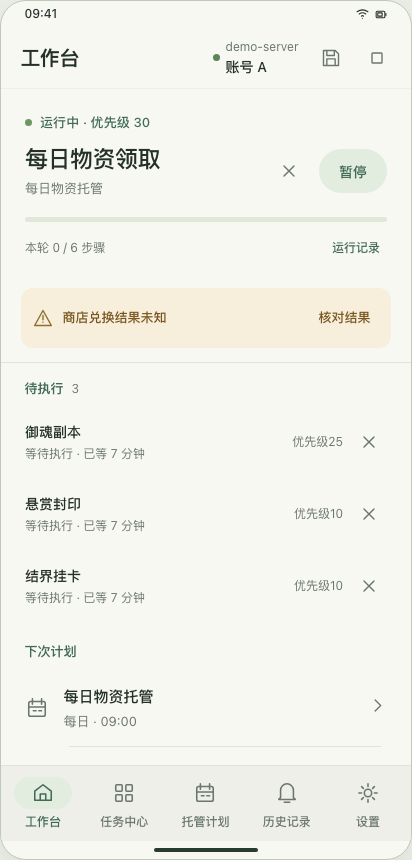 09:41
工作台
demo-server
账号 A
运行中 · 优先级 30
每日物资领取
每日物资托管
暂停
本轮 0 / 6 步骤
运行记录
商店兑换结果未知
核对结果
待执行 3
御魂副本
等待执行 · 已等 7 分钟
优先级25
悬赏封印
等待执行 · 已等 7 分钟
优先级10
结界挂卡
等待执行 · 已等 7 分钟
优先级10
下次计划
每日物资托管
每日 · 09:00
工作台
任务中心
托管计划
历史记录
设置